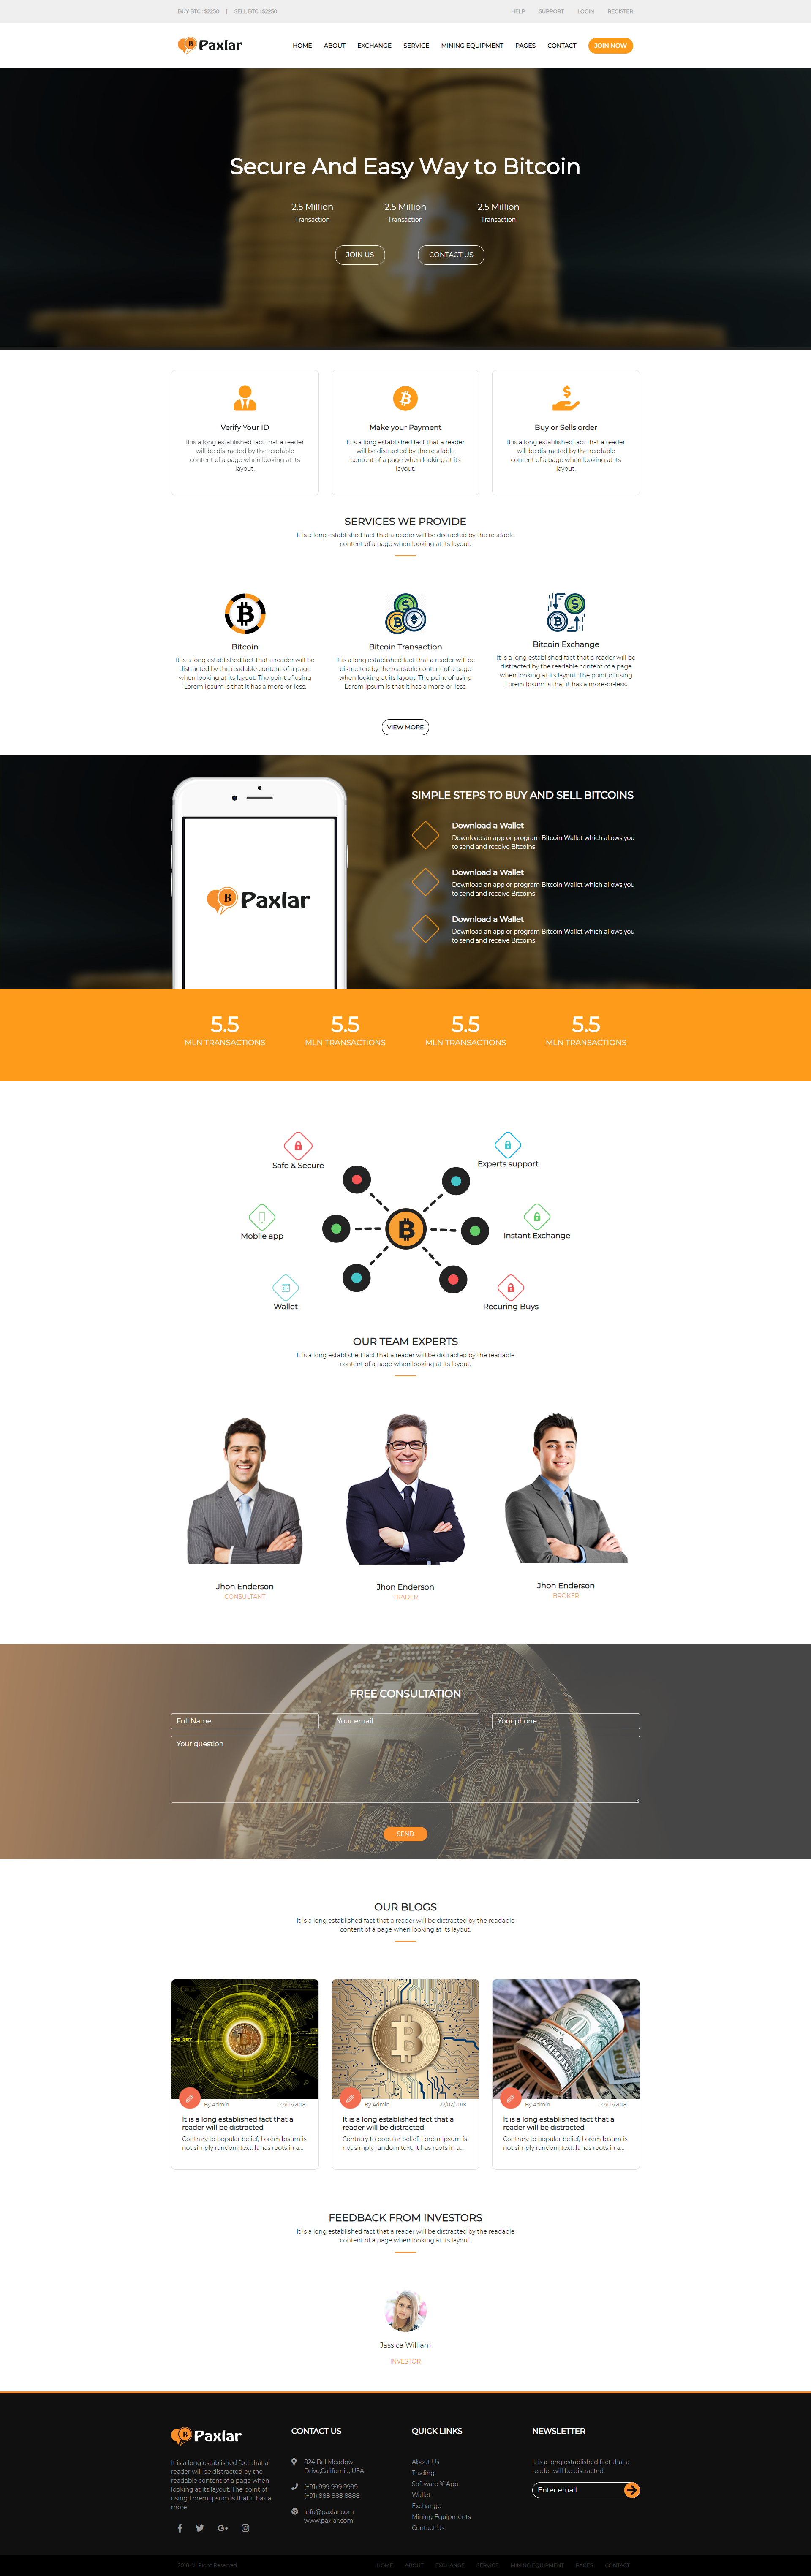 BUY BTC : $2250 | SELL BTC : $2250
HELP SUPPORT LOGIN REGISTER
B Paxlar
HOME ABOUT EXCHANGE SERVICE MINING EQUIPMENT PAGES CONTACT JOIN NOW
Secure And Easy Way to Bitcoin
2.5 Million 2.5 Million 2.5 Million
Transaction Transaction Transaction
JOIN US CONTACT US
Verify Your ID
It is a long established fact that a reader
will be distracted by the readable
content of a page when looking at its
layout.
Make your Payment
It is a long established fact that a reader
will be distracted by the readable
content of a page when looking at its
layout.
Buy or Sells order
It is a long established fact that a reader
will be distracted by the readable
content of a page when looking at its
layout.
SERVICES WE PROVIDE
It is a long established fact that a reader will be distracted by the readable
content of a page when looking at its layout.
Bitcoin
It is a long established fact that a reader will be
distracted by the readable content of a page
when looking at its layout. The point of using
Lorem Ipsum is that it has a more-or-less.
Bitcoin Transaction
It is a long established fact that a reader will be
distracted by the readable content of a page
when looking at its layout. The point of using
Lorem Ipsum is that it has a more-or-less.
Bitcoin Exchange
It is a long established fact that a reader will be
distracted by the readable content of a page
when looking at its layout. The point of using
Lorem Ipsum is that it has a more-or-less.
VIEW MORE
B Paxlar
SIMPLE STEPS TO BUY AND SELL BITCOINS
Download a Wallet
Download an app or program Bitcoin Wallet which allows you
to send and receive Bitcoins
Download a Wallet
Download an app or program Bitcoin Wallet which allows you
to send and receive Bitcoins
Download a Wallet
Download an app or program Bitcoin Wallet which allows you
to send and receive Bitcoins
5.5 5.5 5.5 5.5
MLN TRANSACTIONS MLN TRANSACTIONS MLN TRANSACTIONS MLN TRANSACTIONS
Safe & Secure
Experts support
Mobile app
Instant Exchange
Wallet
Recuring Buys
OUR TEAM EXPERTS
It is a long established fact that a reader will be distracted by the readable
content of a page when looking at its layout.
Jhon Enderson
CONSULTANT
Jhon Enderson
TRADER
Jhon Enderson
BROKER
FREE CONSULTATION
Full Name Your email Your phone
Your question
SEND
OUR BLOGS
It is a long established fact that a reader will be distracted by the readable
content of a page when looking at its layout.
By Admin 22/02/2018
It is a long established fact that a
reader will be distracted
Contrary to popular belief, Lorem Ipsum is
not simply random text. It has roots in a...
By Admin 22/02/2018
It is a long established fact that a
reader will be distracted
Contrary to popular belief, Lorem Ipsum is
not simply random text. It has roots in a...
By Admin 22/02/2018
It is a long established fact that a
reader will be distracted
Contrary to popular belief, Lorem Ipsum is
not simply random text. It has roots in a...
FEEDBACK FROM INVESTORS
It is a long established fact that a reader will be distracted by the readable
content of a page when looking at its layout.
Jassica William
INVESTOR
B Paxlar
It is a long established fact that a
reader will be distracted by the
readable content of a page when
looking at its layout. The point of
using Lorem Ipsum is that it has a
more
CONTACT US
824 Bel Meadow
Drive,California, USA.
(+91) 999 999 9999
(+91) 888 888 8888
info@paxlar.com
www.paxlar.com
QUICK LINKS
About Us
Trading
Software % App
Wallet
Exchange
Mining Equipments
Contact Us
NEWSLETTER
It is a long established fact that a
reader will be distracted.
Enter email
2018 All Right Reserved
HOME ABOUT EXCHANGE SERVICE MINING EQUIPMENT PAGES CONTACT